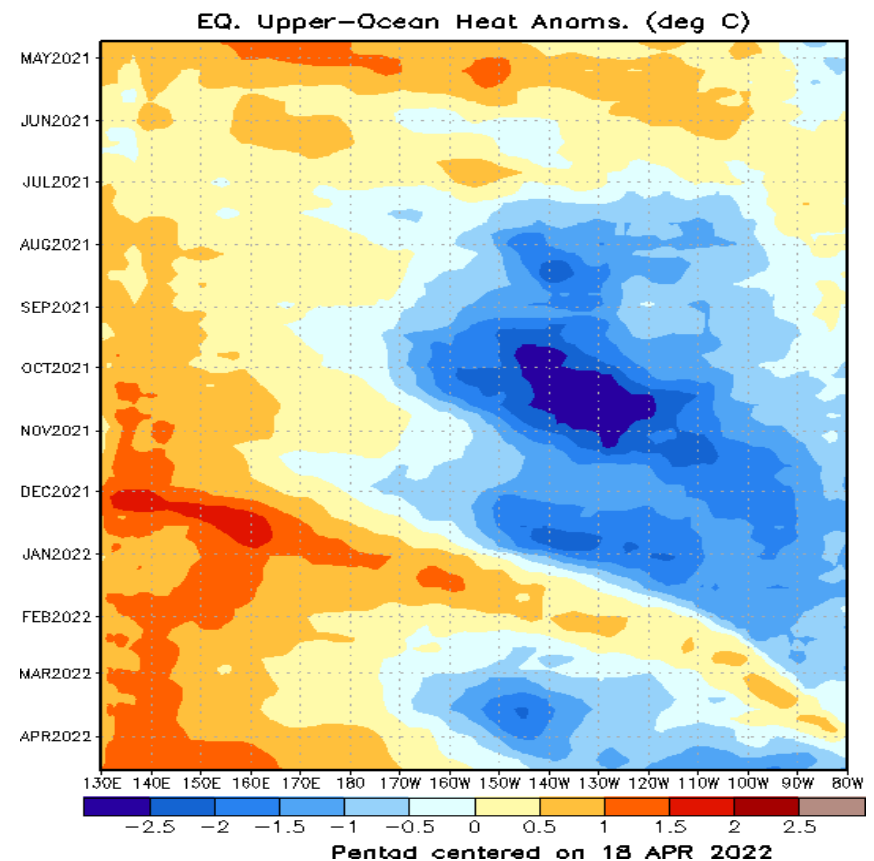 EQ. Upper-Ocean Heat Anoms. (deg C)
MAY2021
JUN2021
JUL2021
AUG2021
SEP2021
OCT2021
NOV2021
DEC2021
JAN2022
FEB2022
MAR2022
APR2022
130E 140E 150E 160E 170E 180 170W 160W 150W 140W 130W 120W 110W 100W 90W 80W
-2.5 -2 -1.5 -1 -0.5 0 0.5 1 1.5 2 2.5
Pentad centered on 18 APR 2022